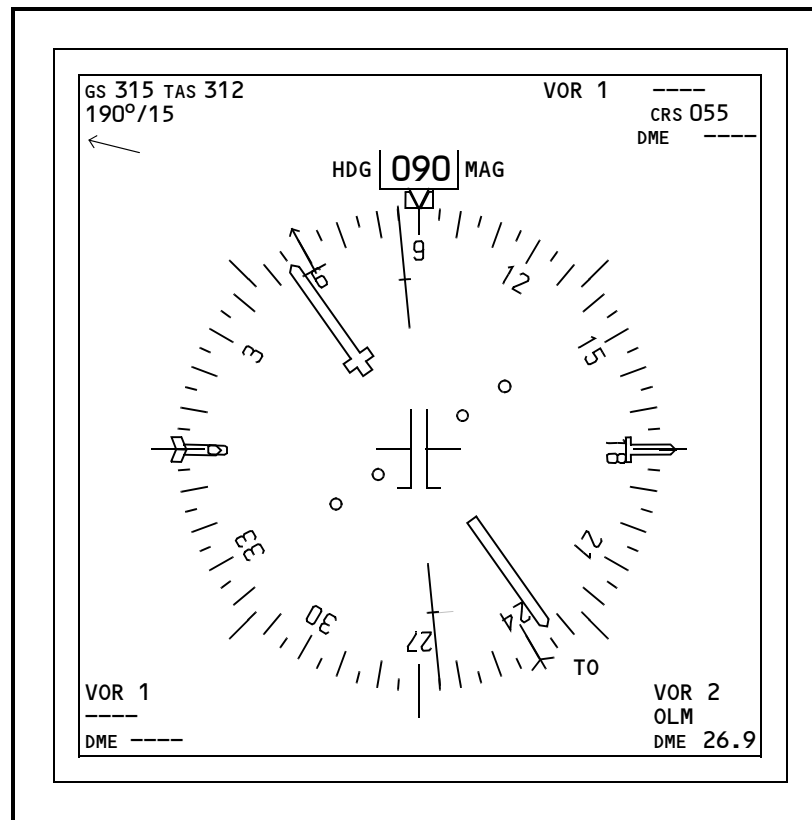 GS 315 TAS 312
190°/15
VOR 1 ----
CRS 055
DME ----
HDG 090 MAG
9
12
15
18
21
24
27
30
33
3
6
TO
VOR 1
----
DME ----
VOR 2
OLM
DME 26.9